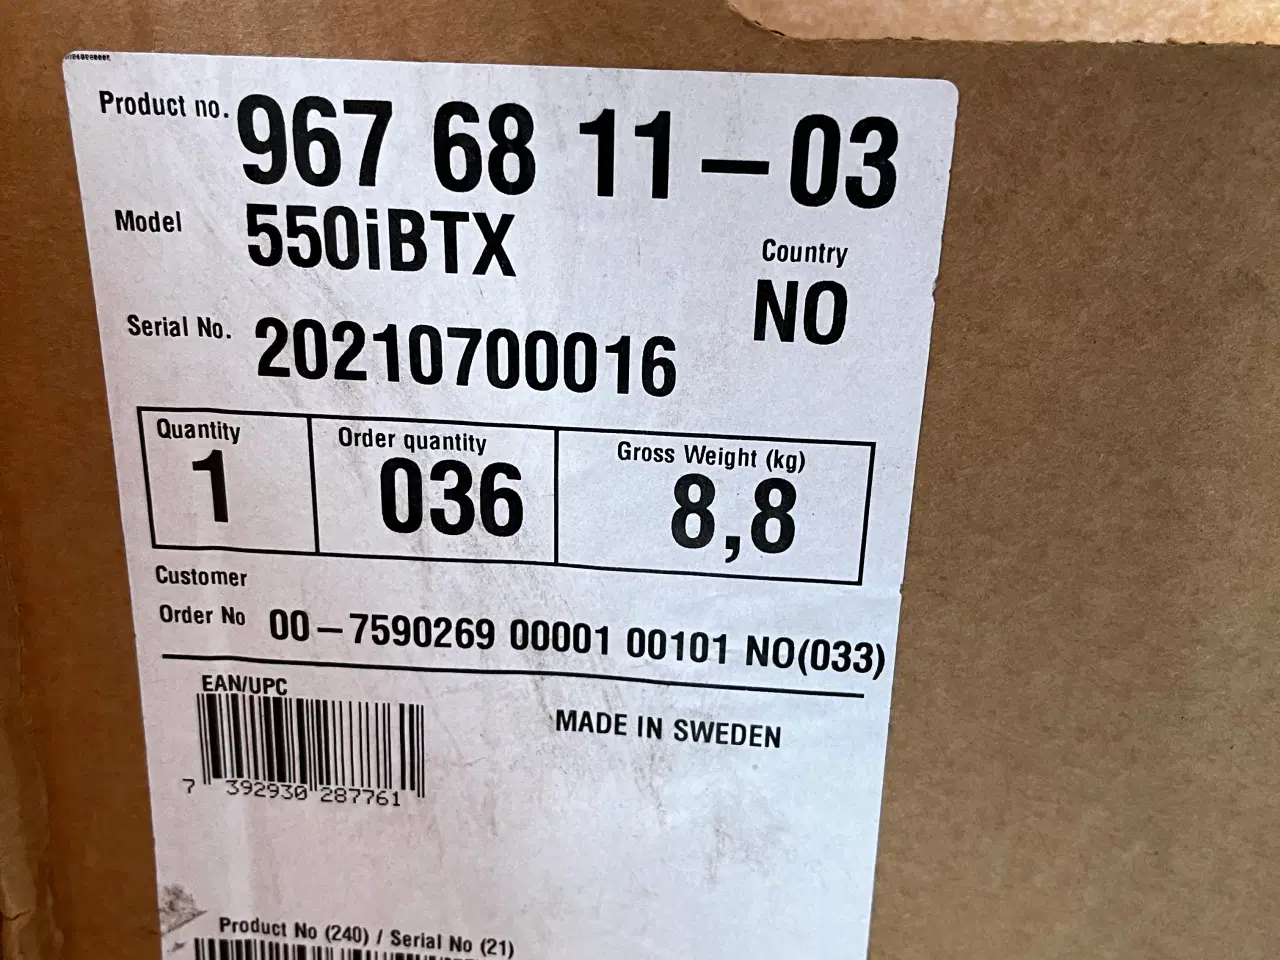 Product no. 967 68 11-03
Model 550iBTX
Country
NO
Serial No. 20210700016
Quantity Order quantity Gross Weight (kg)
1 036 8,8
Customer
Order No 00-7590269 00001 00101 NO(033)
EAN/UPC
MADE IN SWEDEN
7 392930 287761
Product No (240) / Serial No (21)